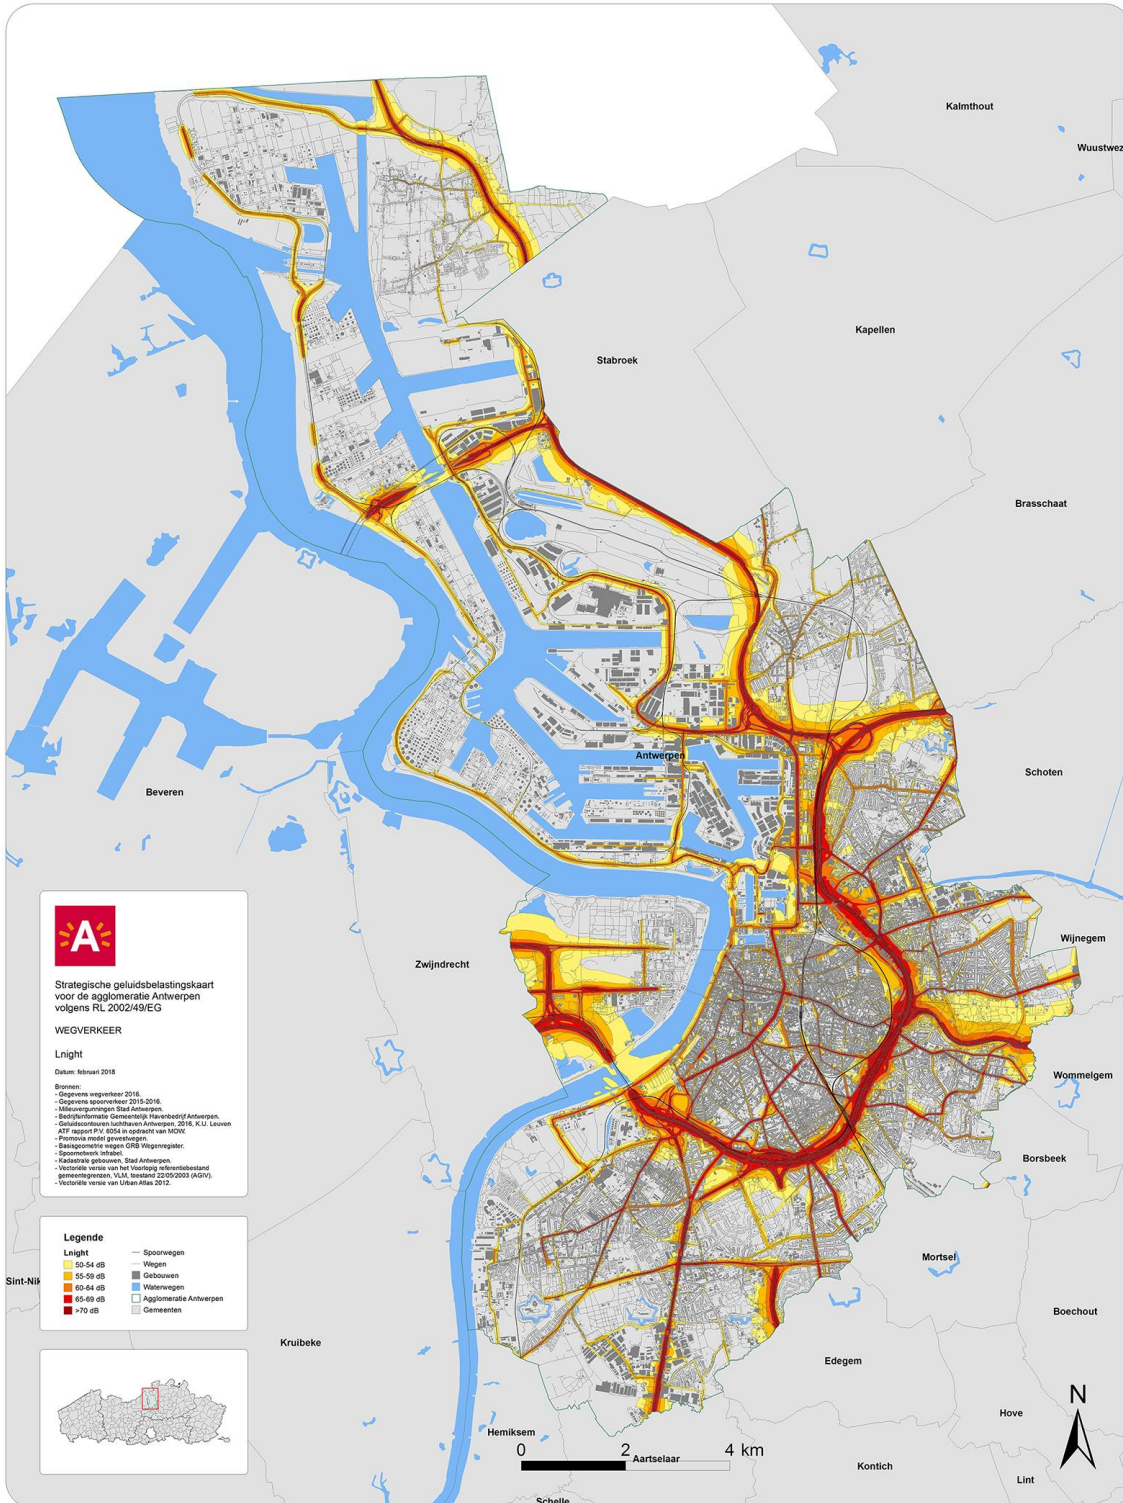 Kalmthout
Wuustwez
Kapellen
Stabroek
Brasschaat
Antwerpen
Schoten
Beveren
Wijnegem
Zwijndrecht
Wommelgem
Borsbeek
Mortsel
Boechout
Sint-Nik
Kruibeke
Edegem
Hove
Hemiksem
Aartselaar
Kontich
Lint
Schelle
A
Strategische geluidsbelastingskaart
voor de agglomeratie Antwerpen
volgens RL 2002/49/EG
WEGVERKEER
Lnight
Datum: februari 2018
Bronnen:
- Gegevens wegverkeer 2016.
- Gegevens spoorverkeer 2015-2016.
- Milieuvergunningen Stad Antwerpen.
- Bedrijfsinformatie Gemeentelijk Havenbedrijf Antwerpen.
- Geluidscontouren luchthaven Antwerpen, 2016, K.U. Leuven
ATF rapport P.V. 6054 in opdracht van MOW.
- Promovia model gewestwegen.
- Basisgeometrie wegen GRB Wegenregister.
- Spoornetwerk Infrabel.
- Kadastrale gebouwen, Stad Antwerpen.
- Vectoriële versie van het Voorlopig referentiebestand
gemeentegrenzen, VLM, toestand 22/05/2003 (AGIV).
- Vectoriële versie van Urban Atlas 2012.
Legende
Lnight
50-54 dB
55-59 dB
60-64 dB
65-69 dB
>70 dB
Spoorwegen
Wegen
Gebouwen
Waterwegen
Agglomeratie Antwerpen
Gemeenten
0 2 4 km
N